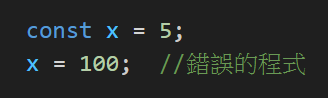 const x = 5;
x = 100;  //錯誤的程式